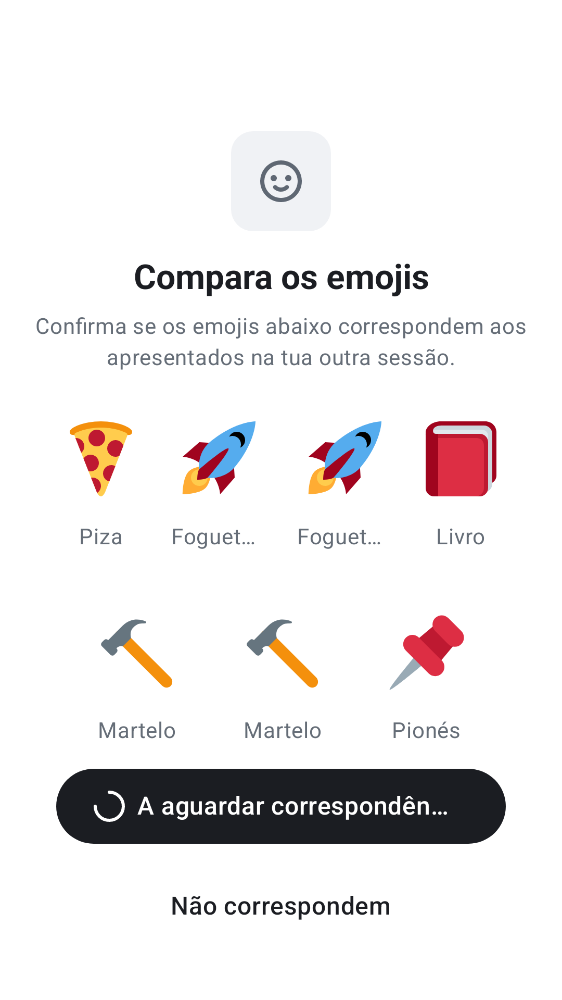 Compara os emojis
Confirma se os emojis abaixo correspondem aos
apresentados na tua outra sessão.
Piza Foguet… Foguet… Livro
Martelo Martelo Pionés
A aguardar correspondên…
Não correspondem